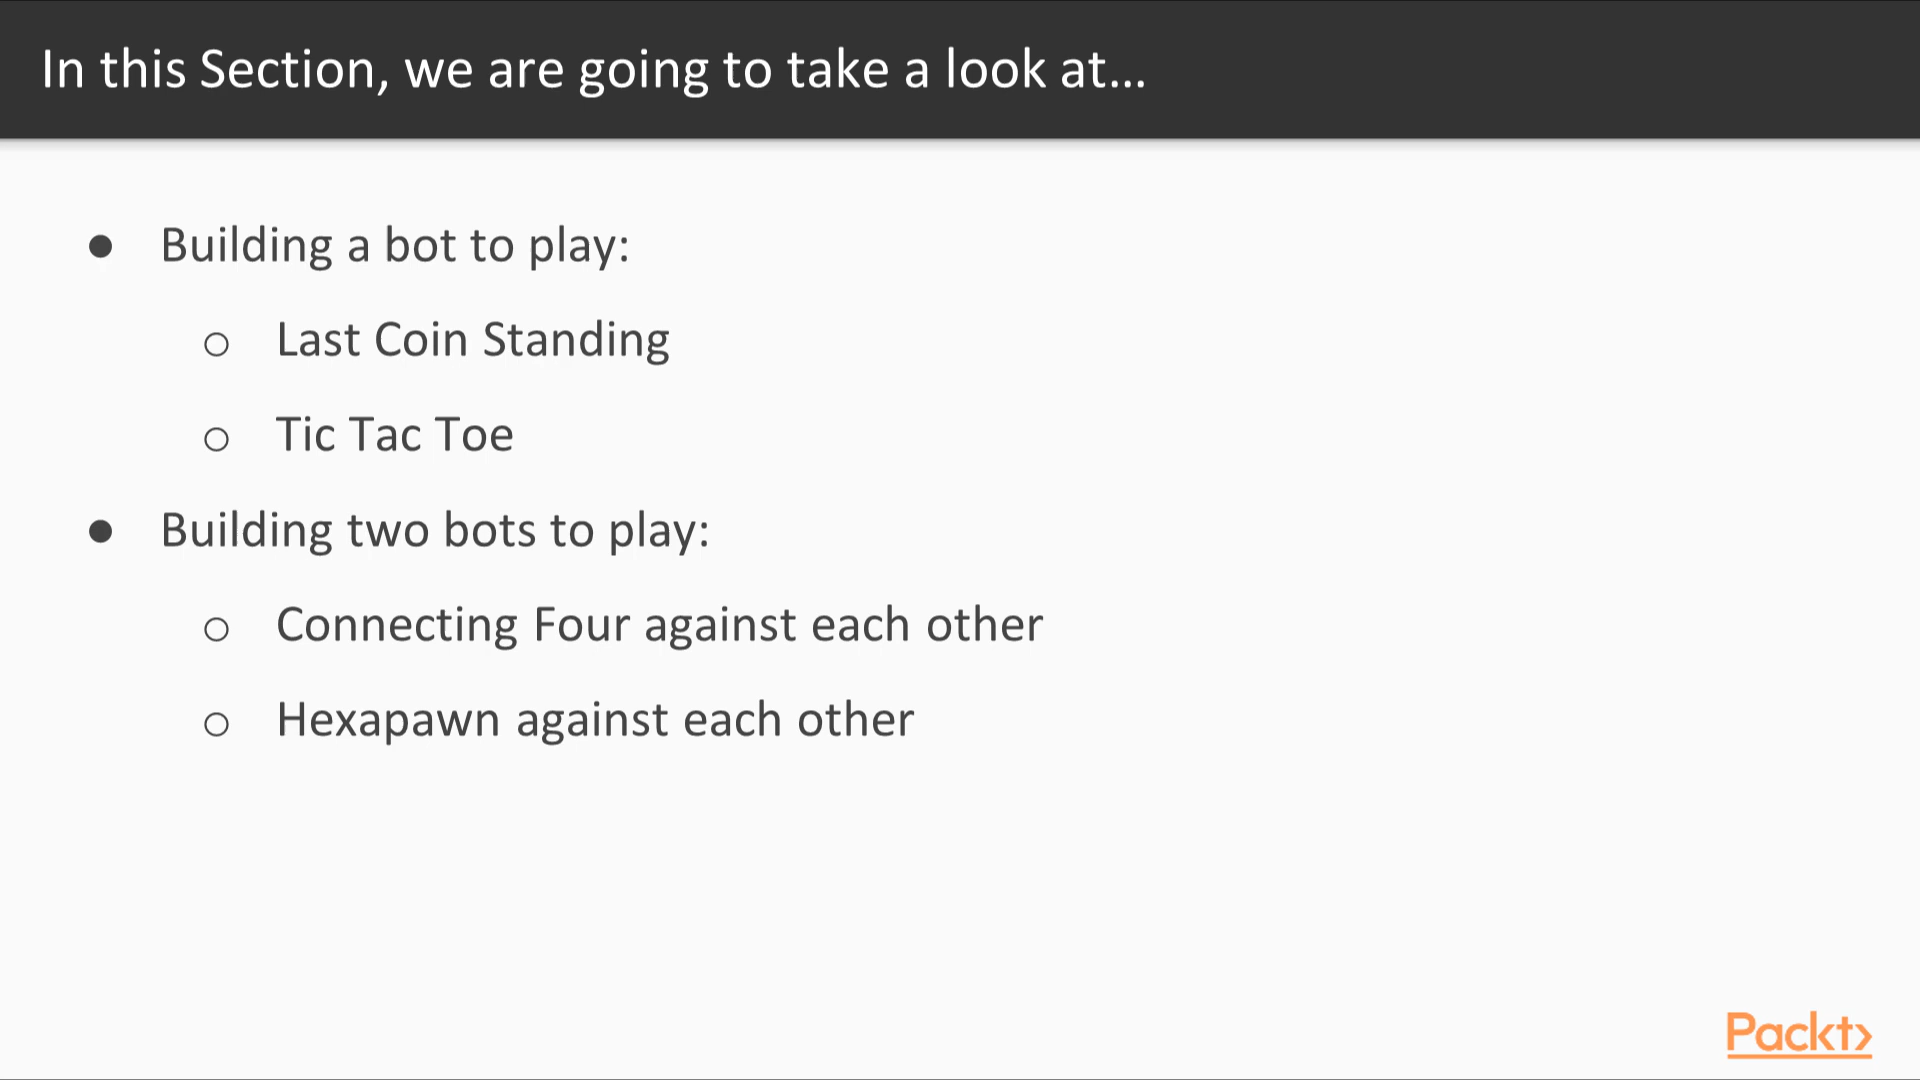 In this Section, we are going to take a look at...
● Building a bot to play:
○ Last Coin Standing
○ Tic Tac Toe
● Building two bots to play:
○ Connecting Four against each other
○ Hexapawn against each other
Packt>